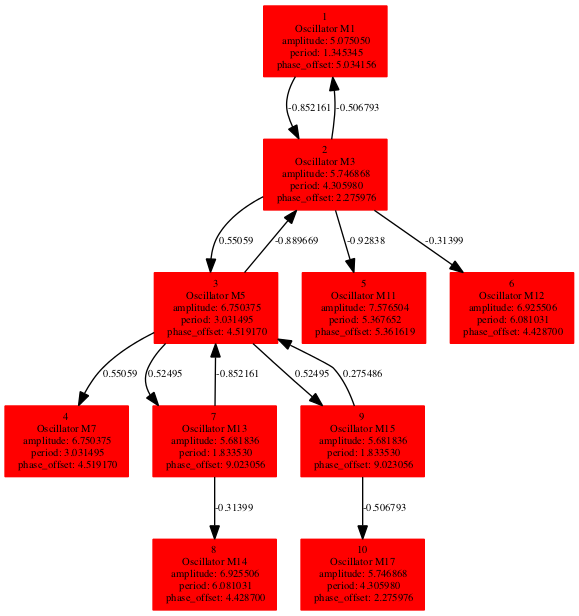 1
Oscillator M1
amplitude: 5.075050
period: 1.345345
phase_offset: 5.034156
-0.852161
-0.506793
2
Oscillator M3
amplitude: 5.746868
period: 4.305980
phase_offset: 2.275976
0.55059
-0.889669
-0.92838
-0.31399
3
Oscillator M5
amplitude: 6.750375
period: 3.031495
phase_offset: 4.519170
5
Oscillator M11
amplitude: 7.576504
period: 5.367652
phase_offset: 5.361619
6
Oscillator M12
amplitude: 6.925506
period: 6.081031
phase_offset: 4.428700
0.55059
0.52495
-0.852161
0.52495
0.275486
4
Oscillator M7
amplitude: 6.750375
period: 3.031495
phase_offset: 4.519170
7
Oscillator M13
amplitude: 5.681836
period: 1.833530
phase_offset: 9.023056
9
Oscillator M15
amplitude: 5.681836
period: 1.833530
phase_offset: 9.023056
-0.31399
-0.506793
8
Oscillator M14
amplitude: 6.925506
period: 6.081031
phase_offset: 4.428700
10
Oscillator M17
amplitude: 5.746868
period: 4.305980
phase_offset: 2.275976